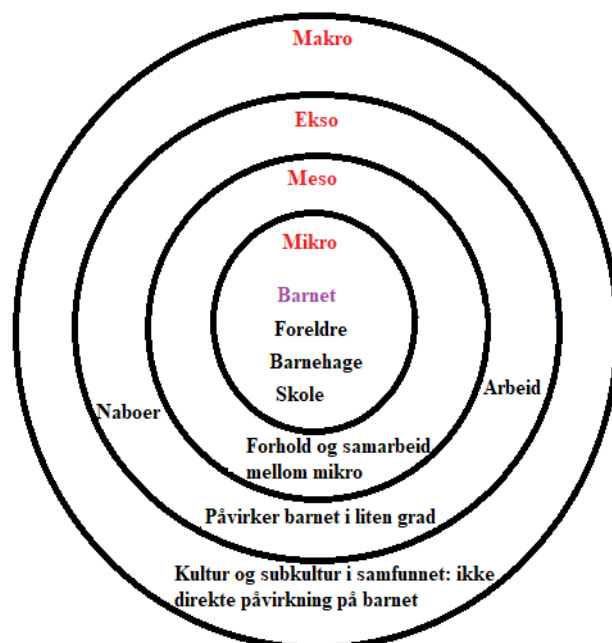 Makro
Ekso
Meso
Mikro
Barnet
Foreldre
Barnehage
Skole
Arbeid
Naboer
Forhold og samarbeid
mellom mikro
Påvirker barnet i liten grad
Kultur og subkultur i samfunnet: ikke
direkte påvirkning på barnet